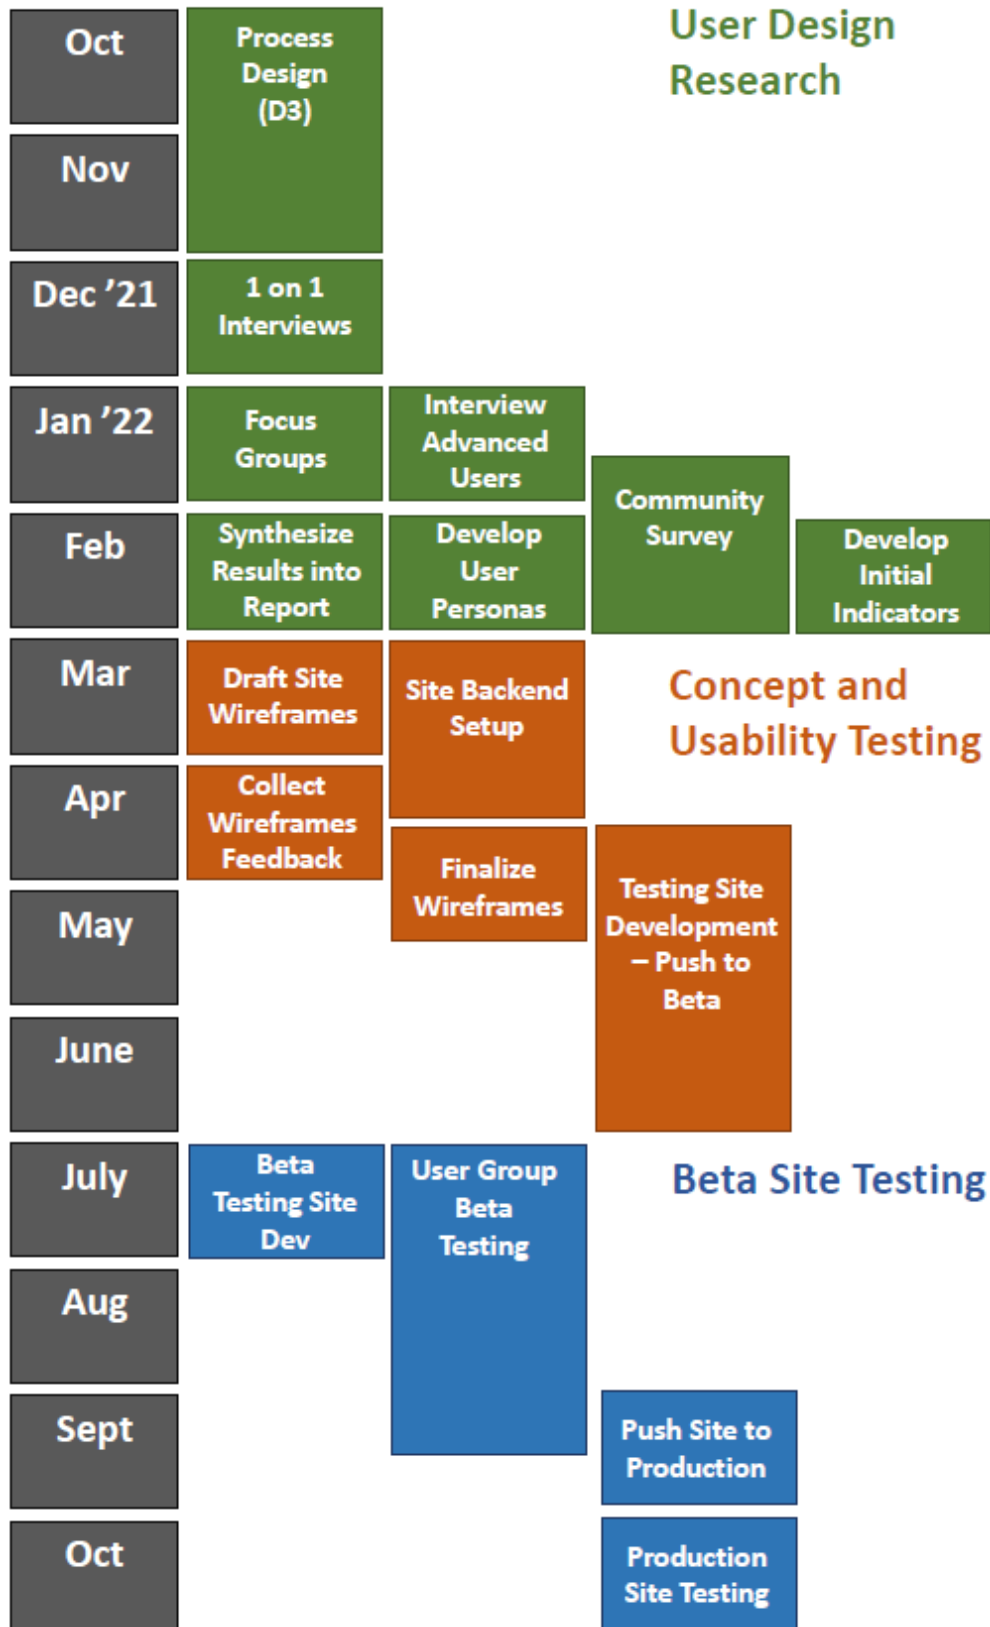 User Design
Research
Oct
Process
Design
(D3)
Nov
Dec ’21
1 on 1
Interviews
Jan ’22
Focus
Groups
Interview
Advanced
Users
Community
Survey
Feb
Synthesize
Results into
Report
Develop
User
Personas
Develop
Initial
Indicators
Concept and
Usability Testing
Mar
Draft Site
Wireframes
Site Backend
Setup
Apr
Collect
Wireframes
Feedback
Finalize
Wireframes
Testing Site
Development
– Push to
Beta
May
June
Beta Site Testing
July
Beta
Testing Site
Dev
User Group
Beta
Testing
Aug
Sept
Push Site to
Production
Oct
Production
Site Testing